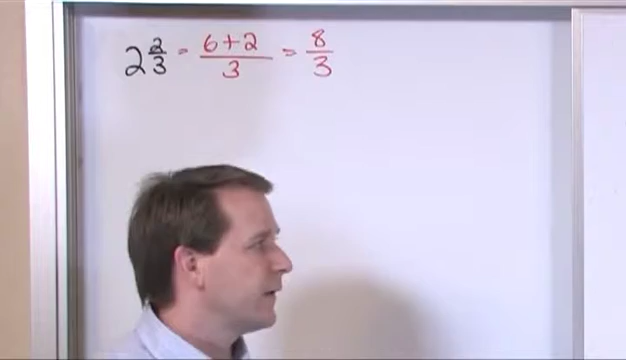 2 2/3 = (6+2)/3 = 8/3